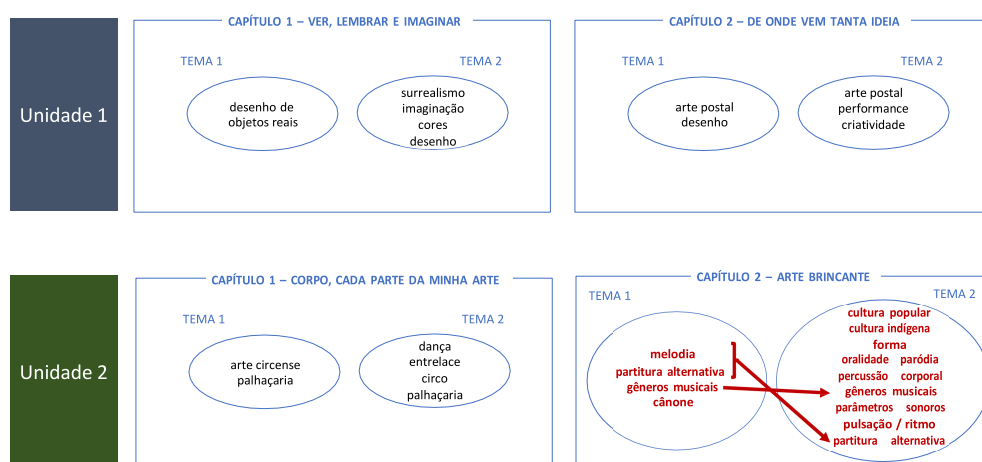 Unidade 1
CAPÍTULO 1 – VER, LEMBRAR E IMAGINAR
TEMA 1
desenho de
objetos reais
TEMA 2
surrealismo
imaginação
cores
desenho
CAPÍTULO 2 – DE ONDE VEM TANTA IDEIA
TEMA 1
arte postal
desenho
TEMA 2
arte postal
performance
criatividade
Unidade 2
CAPÍTULO 1 – CORPO, CADA PARTE DA MINHA ARTE
TEMA 1
arte circense
palhaçaria
TEMA 2
dança
entrelace
circo
palhaçaria
CAPÍTULO 2 – ARTE BRINCANTE
TEMA 1
melodia
partitura alternativa
gêneros musicais
cânone
TEMA 2
cultura popular
cultura indígena
forma
oralidade paródia
percussão corporal
gêneros musicais
parâmetros sonoros
pulsação / ritmo
partitura alternativa